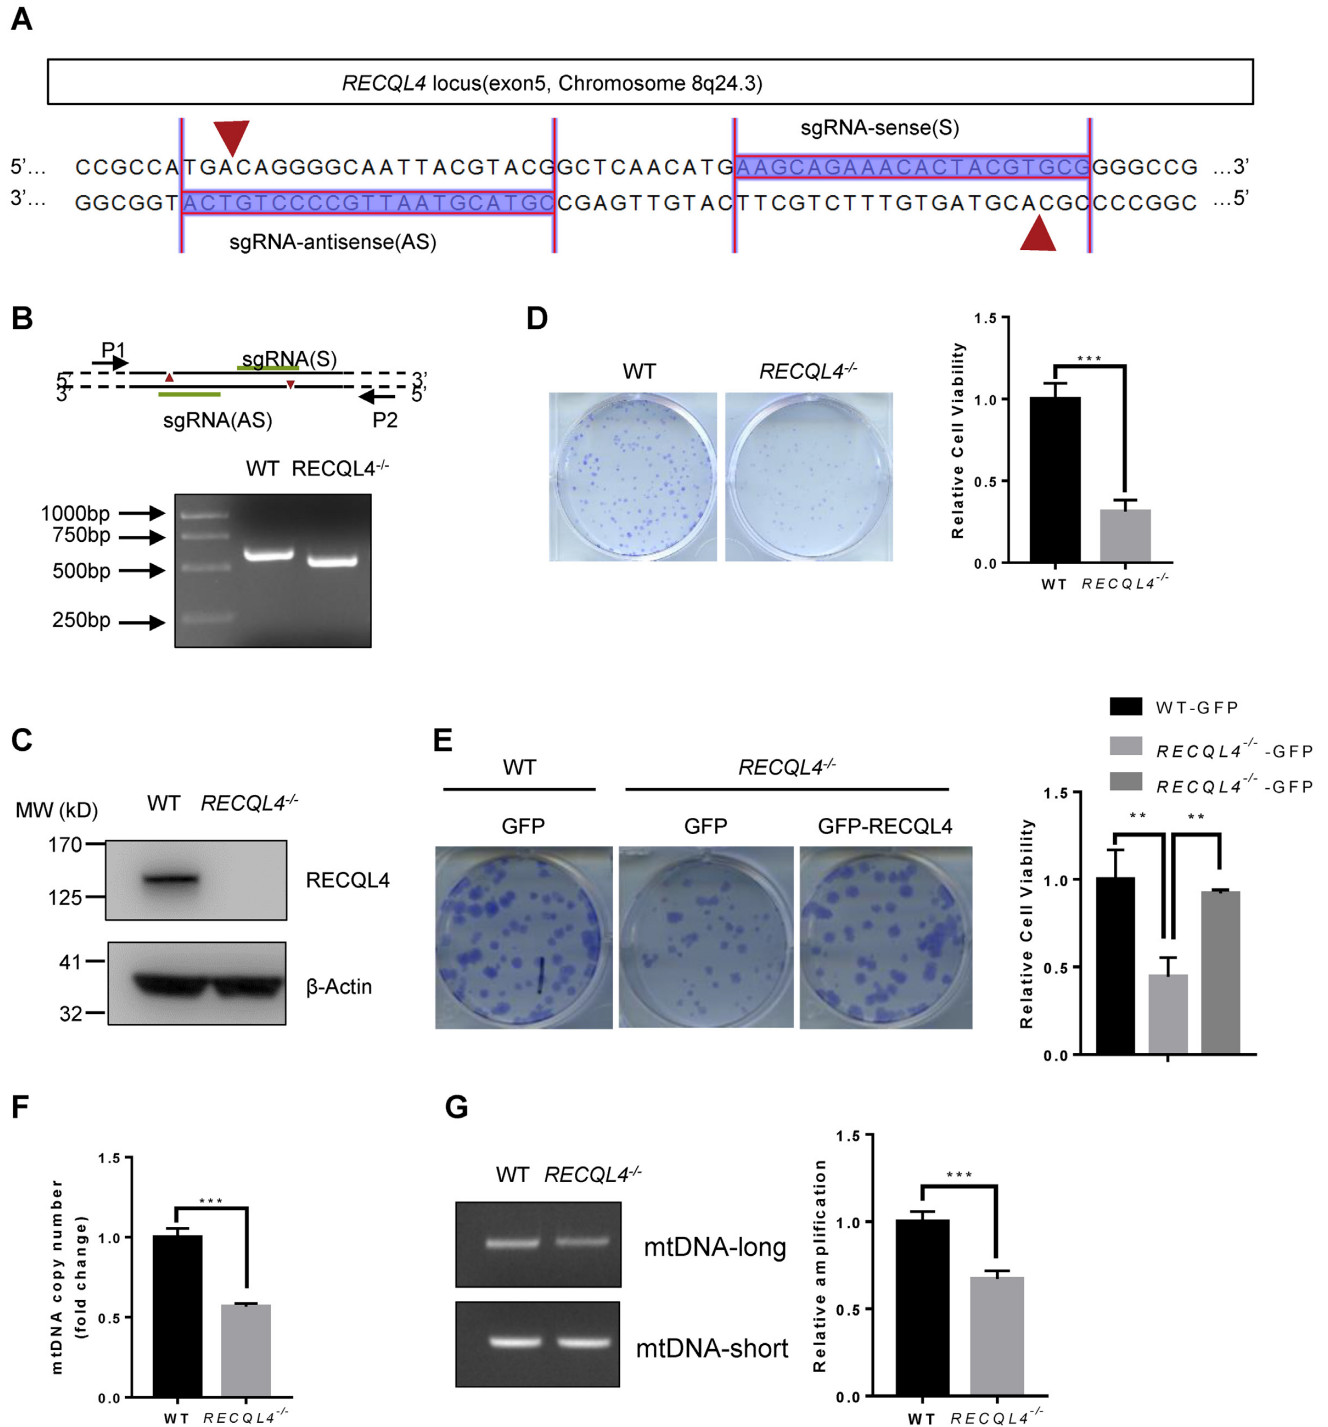 A
RECQL4 locus(exon5, Chromosome 8q24.3)
sgRNA-sense(S)
5'... CCGCCATGACAGGGGCAATTACGTACGGCTCAACATGAAGCAGAAACACTACGTGCGGGGCCG ...3'
3'... GGCGGTACTGTCCCCGTTAATGCATGCCGAGTTGTACTTCGTCTTTGTGATGCACGCCCCGGC ...5'
sgRNA-antisense(AS)
B
P1
sgRNA(S)
5' 3'
3' 5'
sgRNA(AS) P2
WT RECQL4-/-
1000bp
750bp
500bp
250bp
D
WT RECQL4-/-
Relative Cell Viability
1.5
1.0
0.5
0.0
***
WT RECQL4-/-
C
MW (kD) WT RECQL4-/-
170
125
RECQL4
41
32
β-Actin
E
WT RECQL4-/-
GFP GFP GFP-RECQL4
WT-GFP
RECQL4-/- -GFP
RECQL4-/- -GFP
Relative Cell Viability
1.5
1.0
0.5
0.0
** **
F
mtDNA copy number
(fold change)
1.5
1.0
0.5
0.0
***
WT RECQL4-/-
G
WT RECQL4-/-
mtDNA-long
mtDNA-short
Relative amplification
1.5
1.0
0.5
0.0
***
WT RECQL4-/-